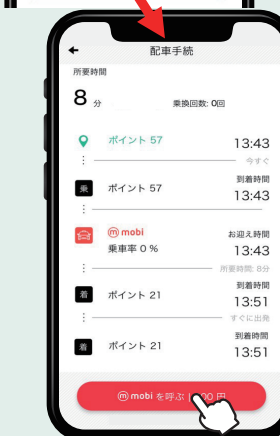 配車手続
所要時間
8 分 乗換回数: 0回
ポイント 57 13:43
今すぐ
到着時間
乗 ポイント 57 13:43
mobi お迎え時間
乗車率 0 % 13:43
所要時間: 8分
到着時間
着 ポイント 21 13:51
すぐに出発
到着時間
着 ポイント 21 13:51
mobi を呼ぶ 円